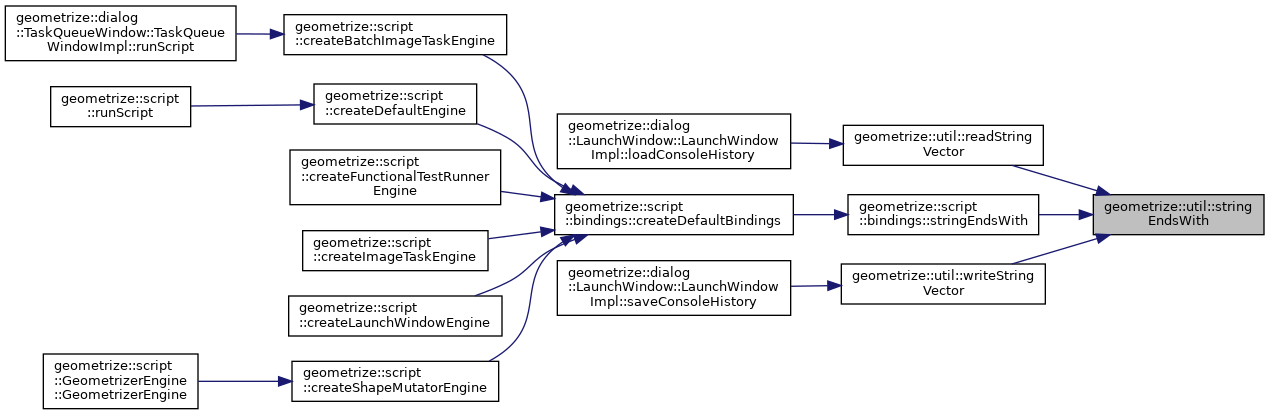 geometrize::dialog
::TaskQueueWindow::TaskQueue
WindowImpl::runScript
geometrize::script
::createBatchImageTaskEngine
geometrize::script
::runScript
geometrize::script
::createDefaultEngine
geometrize::script
::createFunctionalTestRunner
Engine
geometrize::script
::createImageTaskEngine
geometrize::script
::createLaunchWindowEngine
geometrize::script
::GeometrizerEngine
::GeometrizerEngine
geometrize::script
::createShapeMutatorEngine
geometrize::dialog
::LaunchWindow::LaunchWindow
Impl::loadConsoleHistory
geometrize::script
::bindings::createDefaultBindings
geometrize::dialog
::LaunchWindow::LaunchWindow
Impl::saveConsoleHistory
geometrize::util::readString
Vector
geometrize::script
::bindings::stringEndsWith
geometrize::util::writeString
Vector
geometrize::util::string
EndsWith